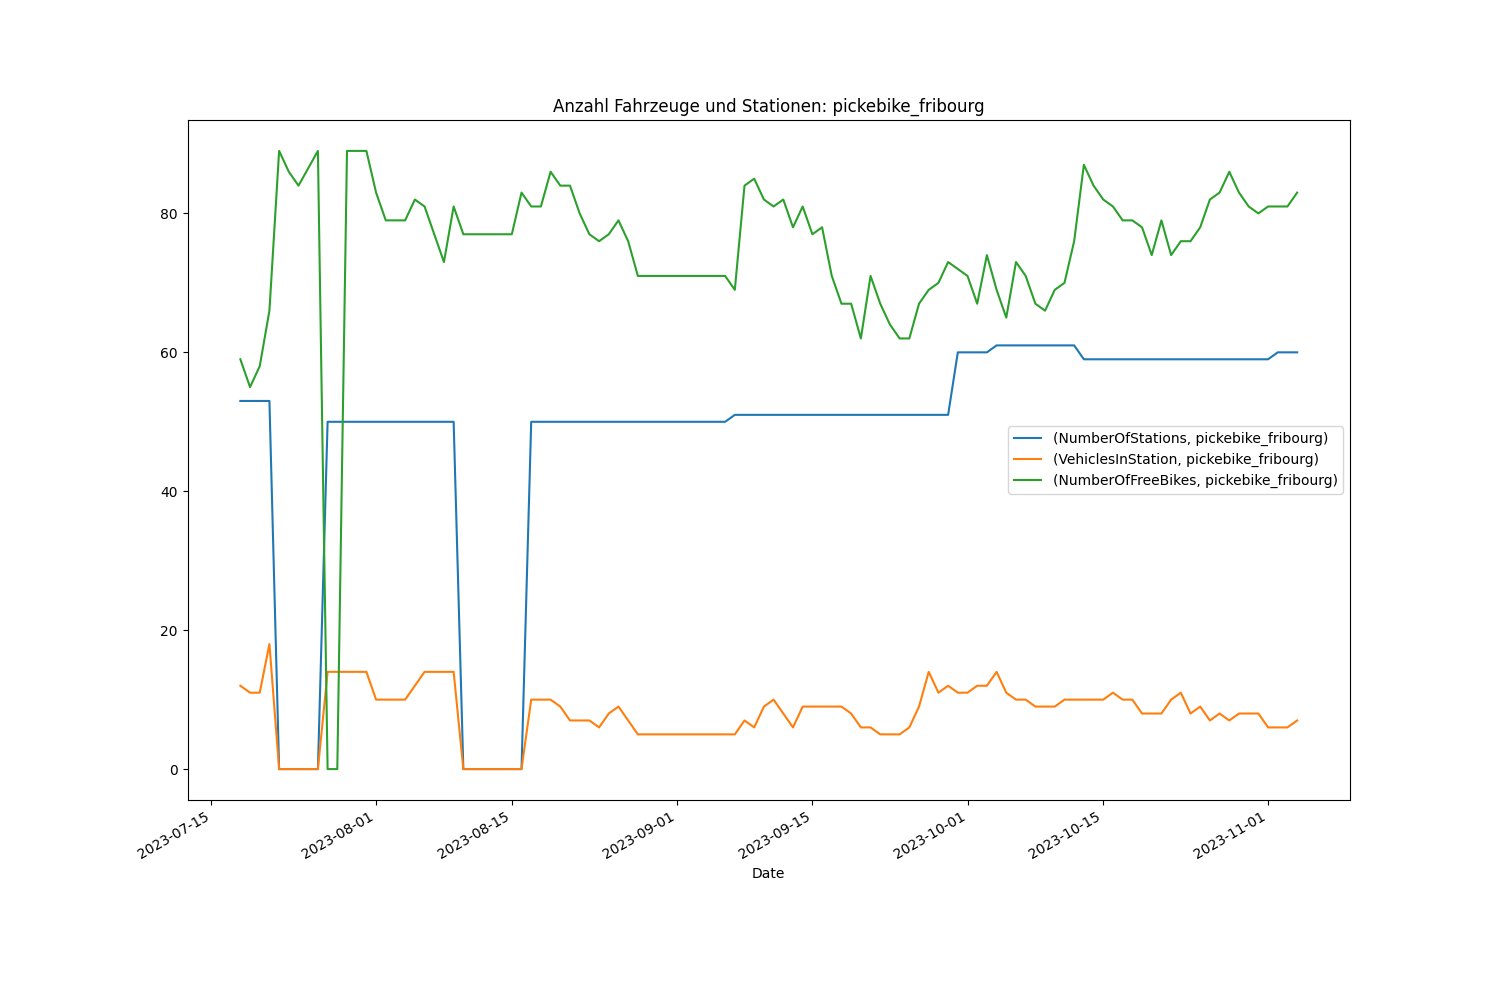 Anzahl Fahrzeuge und Stationen: pickebike_fribourg
80
60
40
20
0
(NumberOfStations, pickebike_fribourg)
(VehiclesInStation, pickebike_fribourg)
(NumberOfFreeBikes, pickebike_fribourg)
2023-07-15
2023-08-01
2023-08-15
2023-09-01
2023-09-15
2023-10-01
2023-10-15
2023-11-01
Date